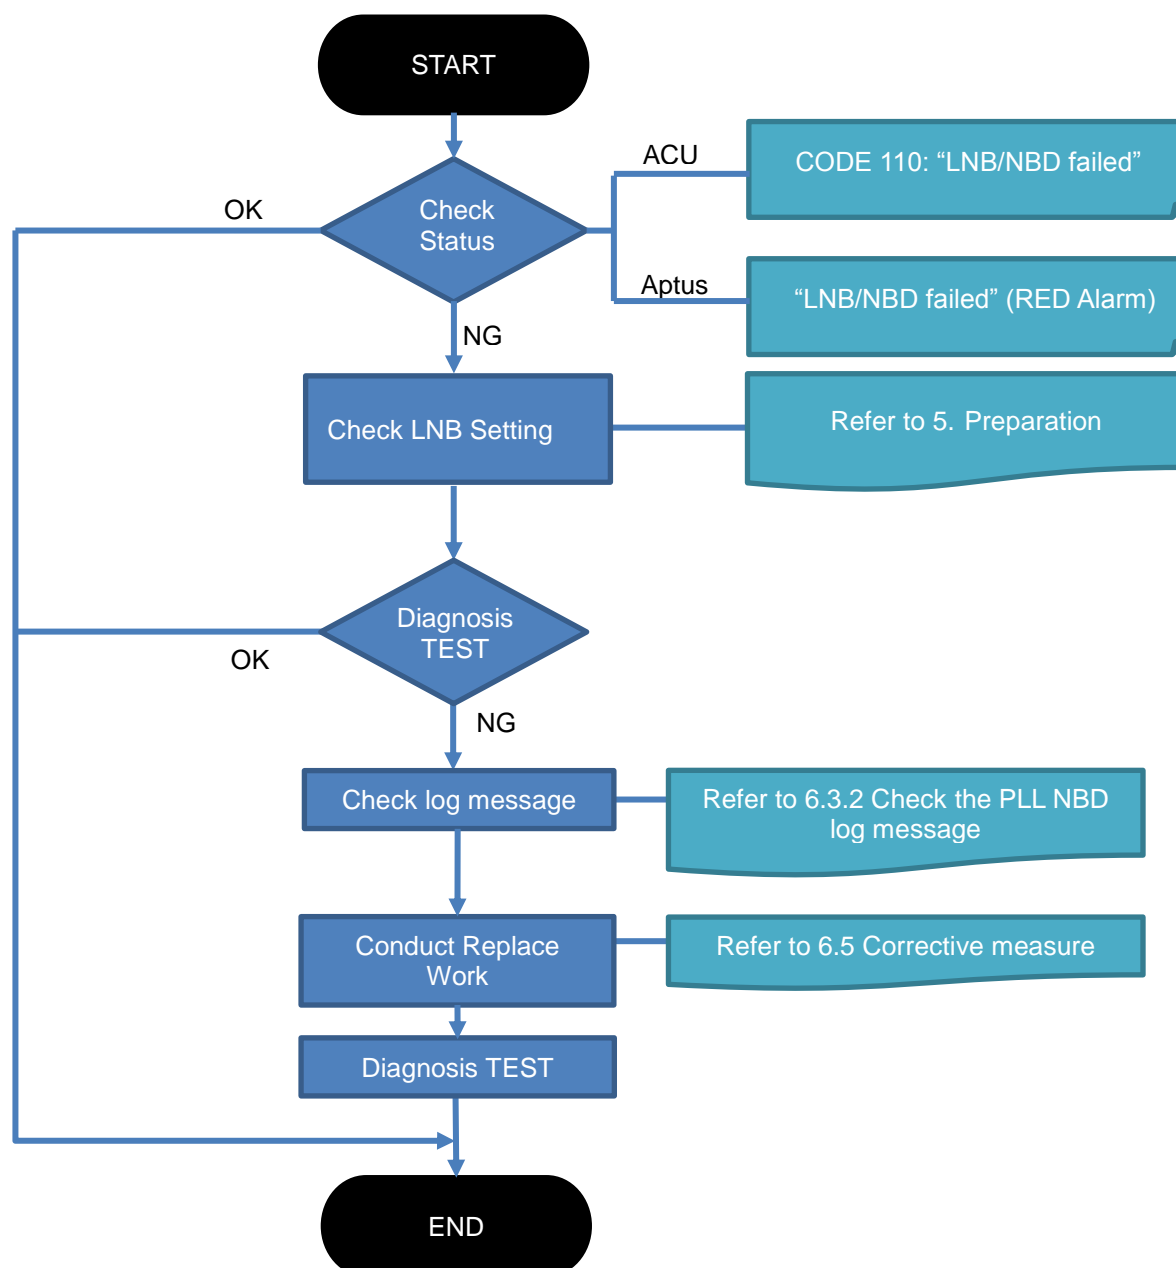 START
ACU
CODE 110: “LNB/NBD failed”
OK
Check
Status
Aptus
“LNB/NBD failed” (RED Alarm)
NG
Check LNB Setting
Refer to 5. Preparation
Diagnosis
TEST
OK
NG
Check log message
Refer to 6.3.2 Check the PLL NBD
log message
Conduct Replace
Work
Refer to 6.5 Corrective measure
Diagnosis TEST
END